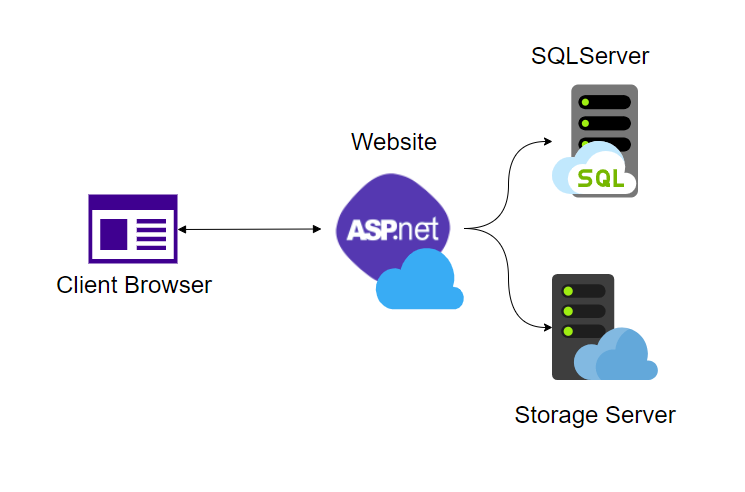 SQLServer
Website
SQL
ASP.net
Client Browser
Storage Server